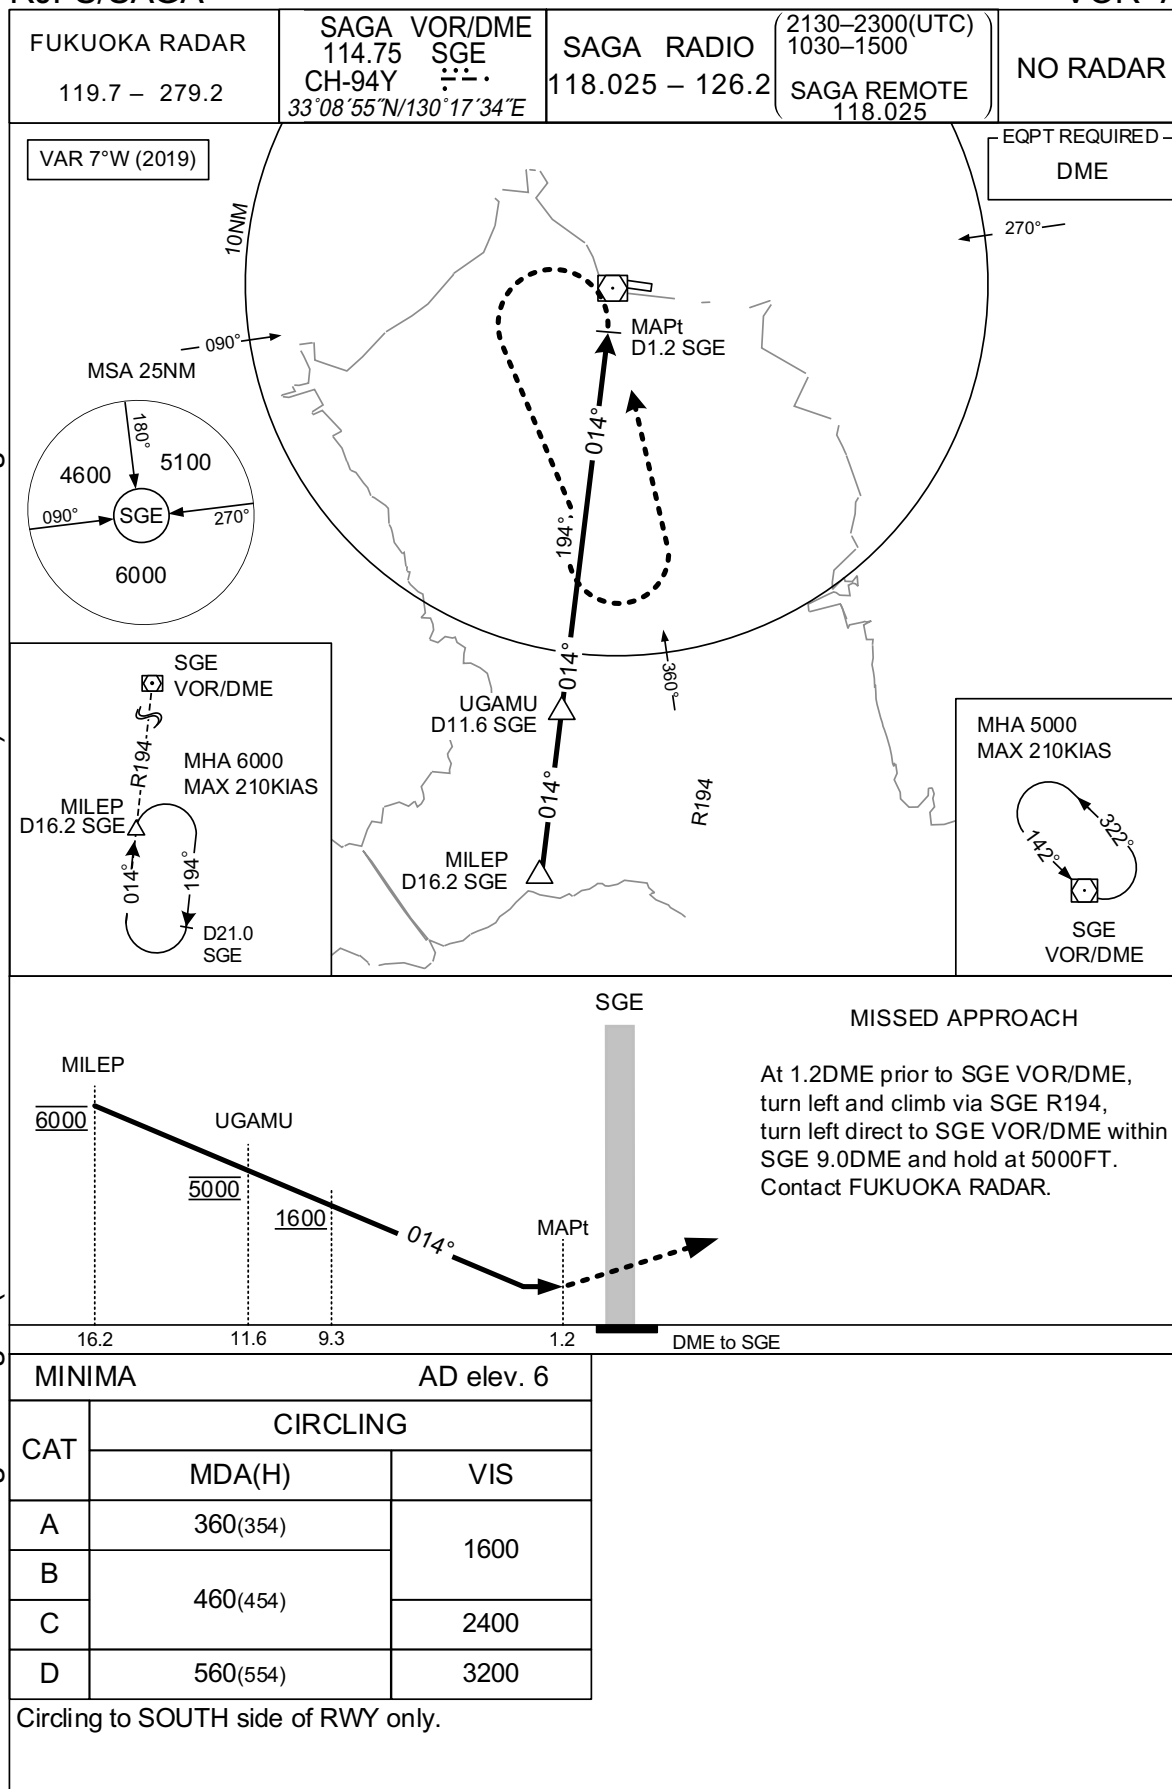 FUKUOKA RADAR
119.7 – 279.2
SAGA VOR/DME
114.75 SGE
CH-94Y
33°08´55˝N/130°17´34˝E
SAGA RADIO
118.025 – 126.2
2130–2300(UTC)
1030–1500
SAGA REMOTE
118.025
NO RADAR
VAR 7°W (2019)
EQPT REQUIRED
DME
10NM
270°
090°
MAPt
D1.2 SGE
MSA 25NM
180°
4600
5100
090°
SGE
270°
6000
014°
194°
014°
360°
UGAMU
D11.6 SGE
014°
R194
MILEP
D16.2 SGE
SGE
VOR/DME
R194
MHA 6000
MAX 210KIAS
MILEP
D16.2 SGE
014°
194°
D21.0
SGE
MHA 5000
MAX 210KIAS
322°
142°
SGE
VOR/DME
SGE
MISSED APPROACH
At 1.2DME prior to SGE VOR/DME,
turn left and climb via SGE R194,
turn left direct to SGE VOR/DME within
SGE 9.0DME and hold at 5000FT.
Contact FUKUOKA RADAR.
MILEP
6000
UGAMU
5000
1600
014°
MAPt
16.2 11.6 9.3 1.2 DME to SGE
MINIMA AD elev. 6
CAT CIRCLING
MDA(H) VIS
A 360(354) 1600
B 460(454)
C 2400
D 560(554) 3200
Circling to SOUTH side of RWY only.